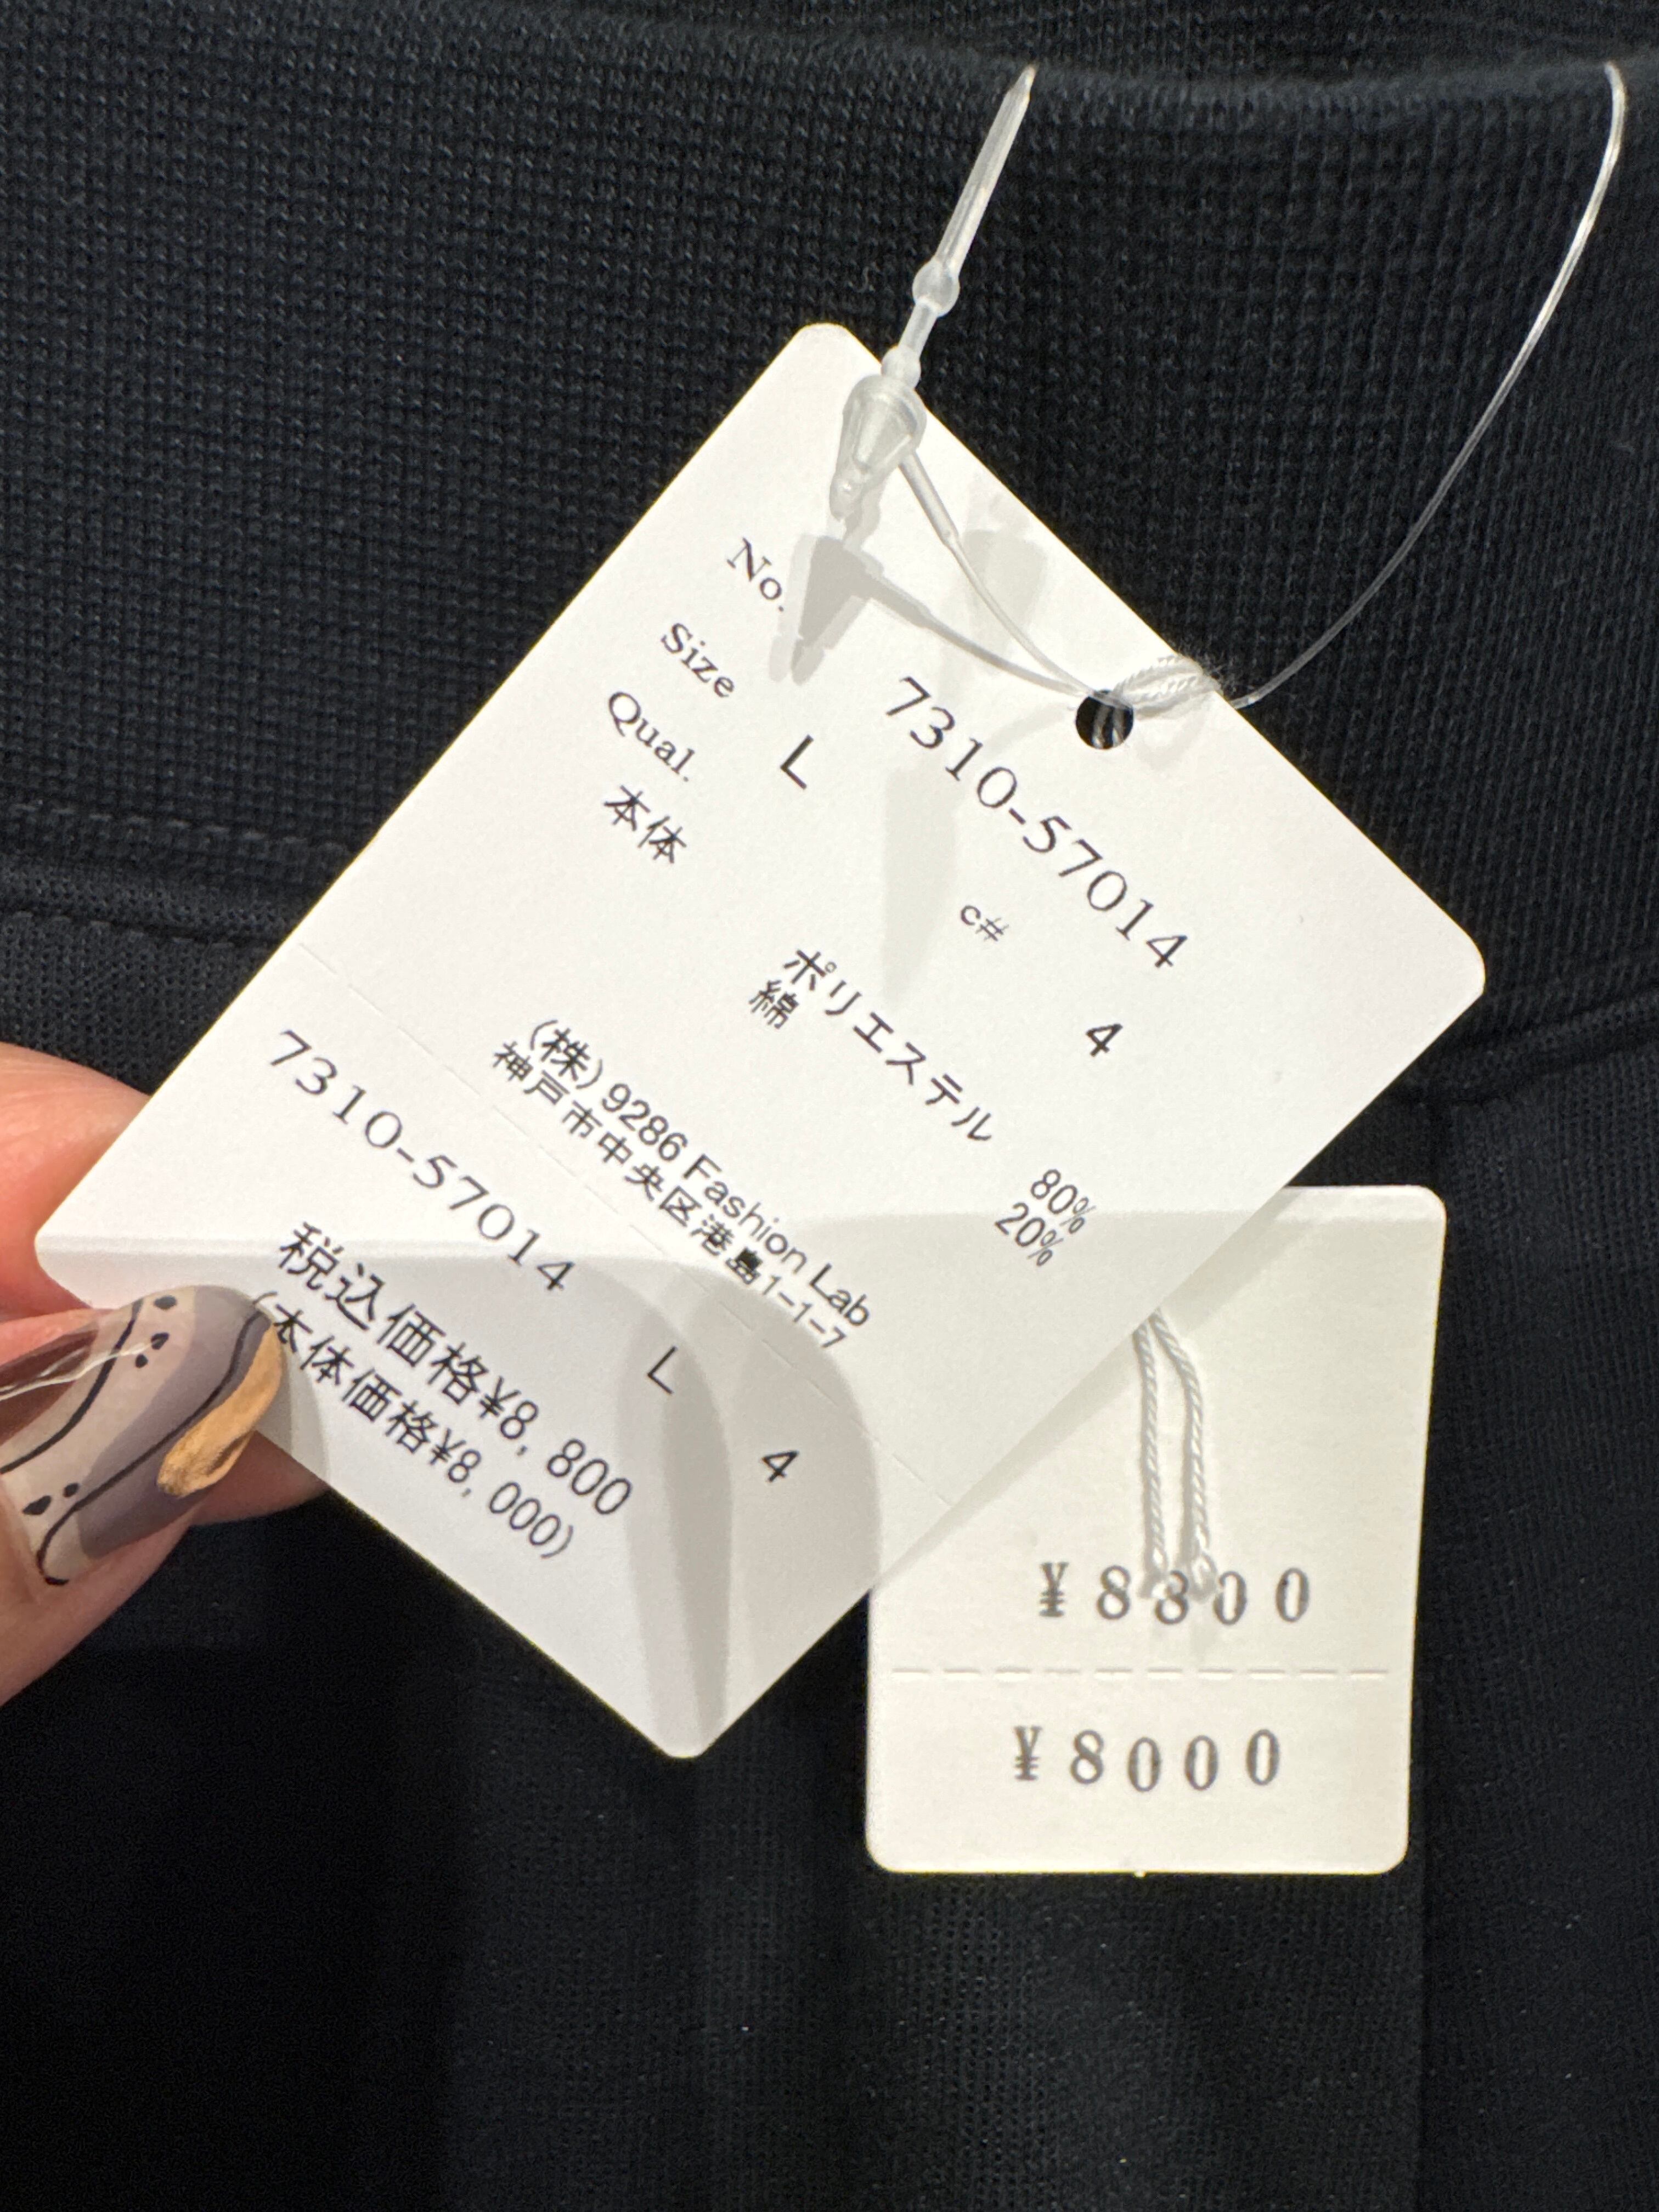 No. 7310-57014
Size L c# 4
Qual.
本体 ポリエステル 80%
綿 20%
(株) 9286 Fashion Lab
神戸市中央区港島1-1-7
7310-57014
L 4
税込価格¥8,800
(本体価格¥8,000)
¥8800
¥8000